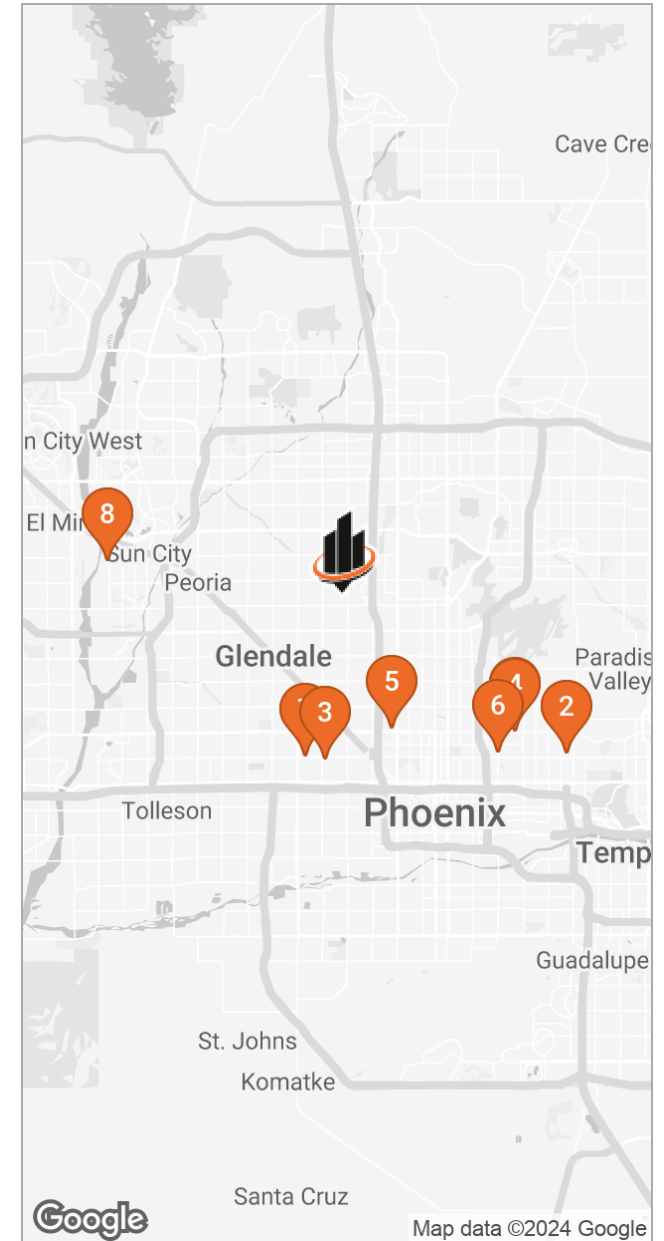 Cave Cre
n City West
8
El Mi
Sun City
Peoria
Glendale
Paradis
Valley
5
4
6
2
3
Tolleson
Phoenix
Temp
Guadalupe
St. Johns
Komatke
Santa Cruz
Google
Map data ©2024 Google